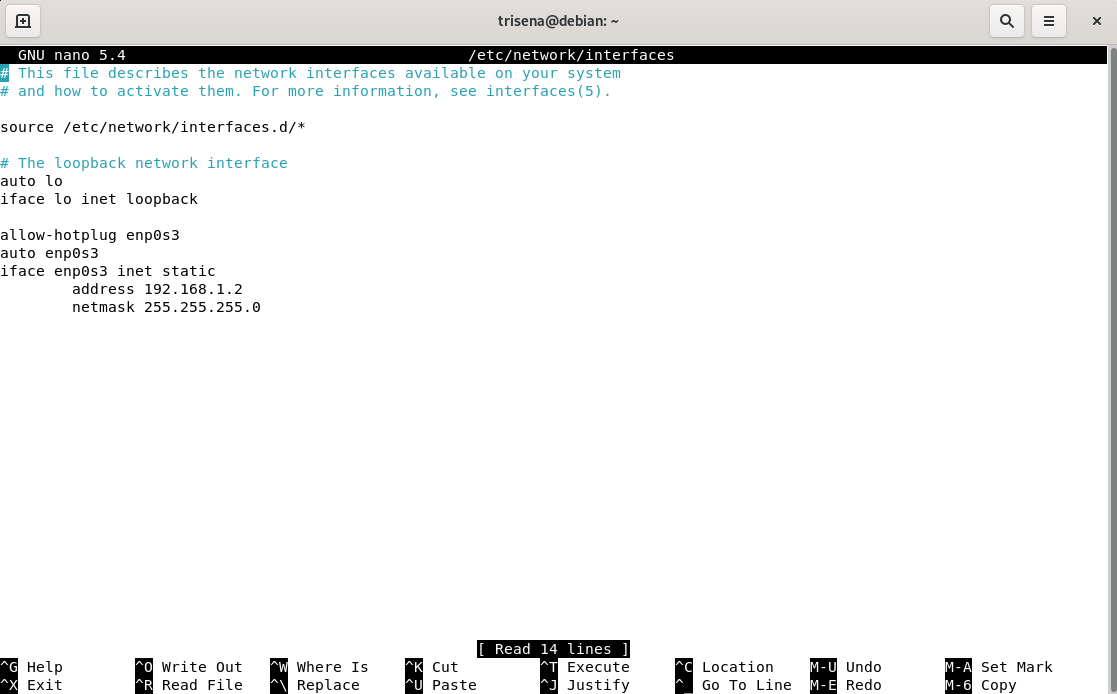 trisena@debian: ~
GNU nano 5.4 /etc/network/interfaces
# This file describes the network interfaces available on your system
# and how to activate them. For more information, see interfaces(5).

source /etc/network/interfaces.d/*

# The loopback network interface
auto lo
iface lo inet loopback

allow-hotplug enp0s3
auto enp0s3
iface enp0s3 inet static
        address 192.168.1.2
        netmask 255.255.255.0

[ Read 14 lines ]
^G Help ^O Write Out ^W Where Is ^K Cut ^T Execute ^C Location M-U Undo M-A Set Mark
^X Exit ^R Read File ^\ Replace ^U Paste ^J Justify ^_ Go To Line M-E Redo M-6 Copy